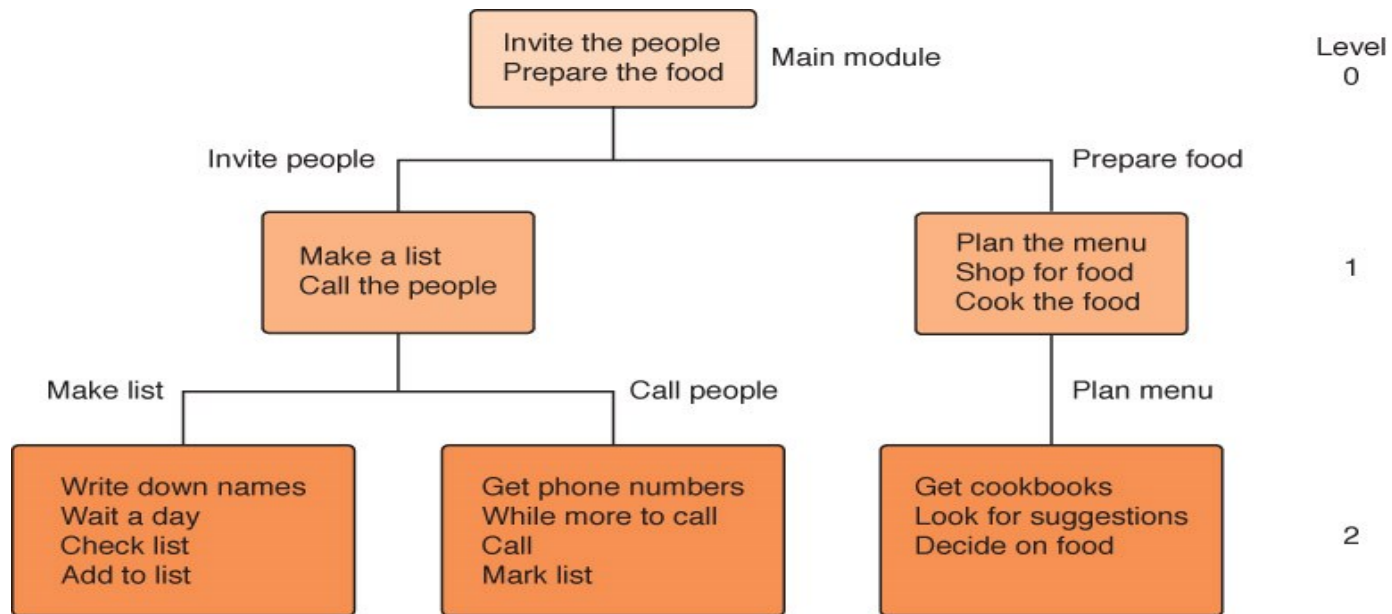 Invite the people
Prepare the food
Main module
Level
0
Invite people
Prepare food
Make a list
Call the people
Plan the menu
Shop for food
Cook the food
1
Make list
Call people
Plan menu
Write down names
Wait a day
Check list
Add to list
Get phone numbers
While more to call
Call
Mark list
Get cookbooks
Look for suggestions
Decide on food
2